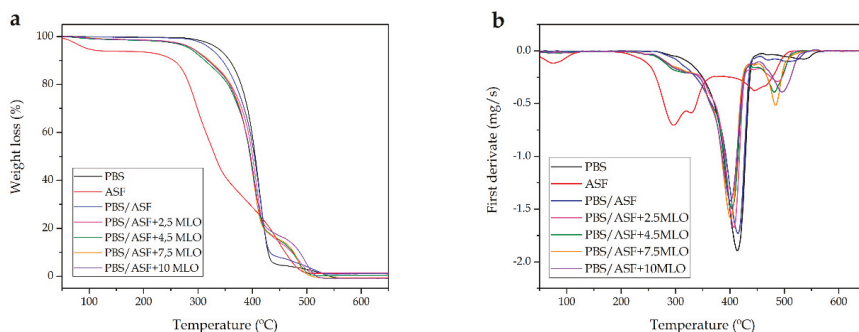 a
100
80
60
40
20
0
Weight loss (%)
PBS
ASF
PBS/ASF
PBS/ASF+2,5 MLO
PBS/ASF+4,5 MLO
PBS/ASF+7,5 MLO
PBS/ASF+10 MLO
100 200 300 400 500 600
Temperature (ºC)
b
0.0
-0.5
-1.0
-1.5
-2.0
First derivate (mg/s)
PBS
ASF
PBS/ASF
PBS/ASF+2.5MLO
PBS/ASF+4.5MLO
PBS/ASF+7.5MLO
PBS/ASF+10MLO
100 200 300 400 500 600
Temperature (ºC)